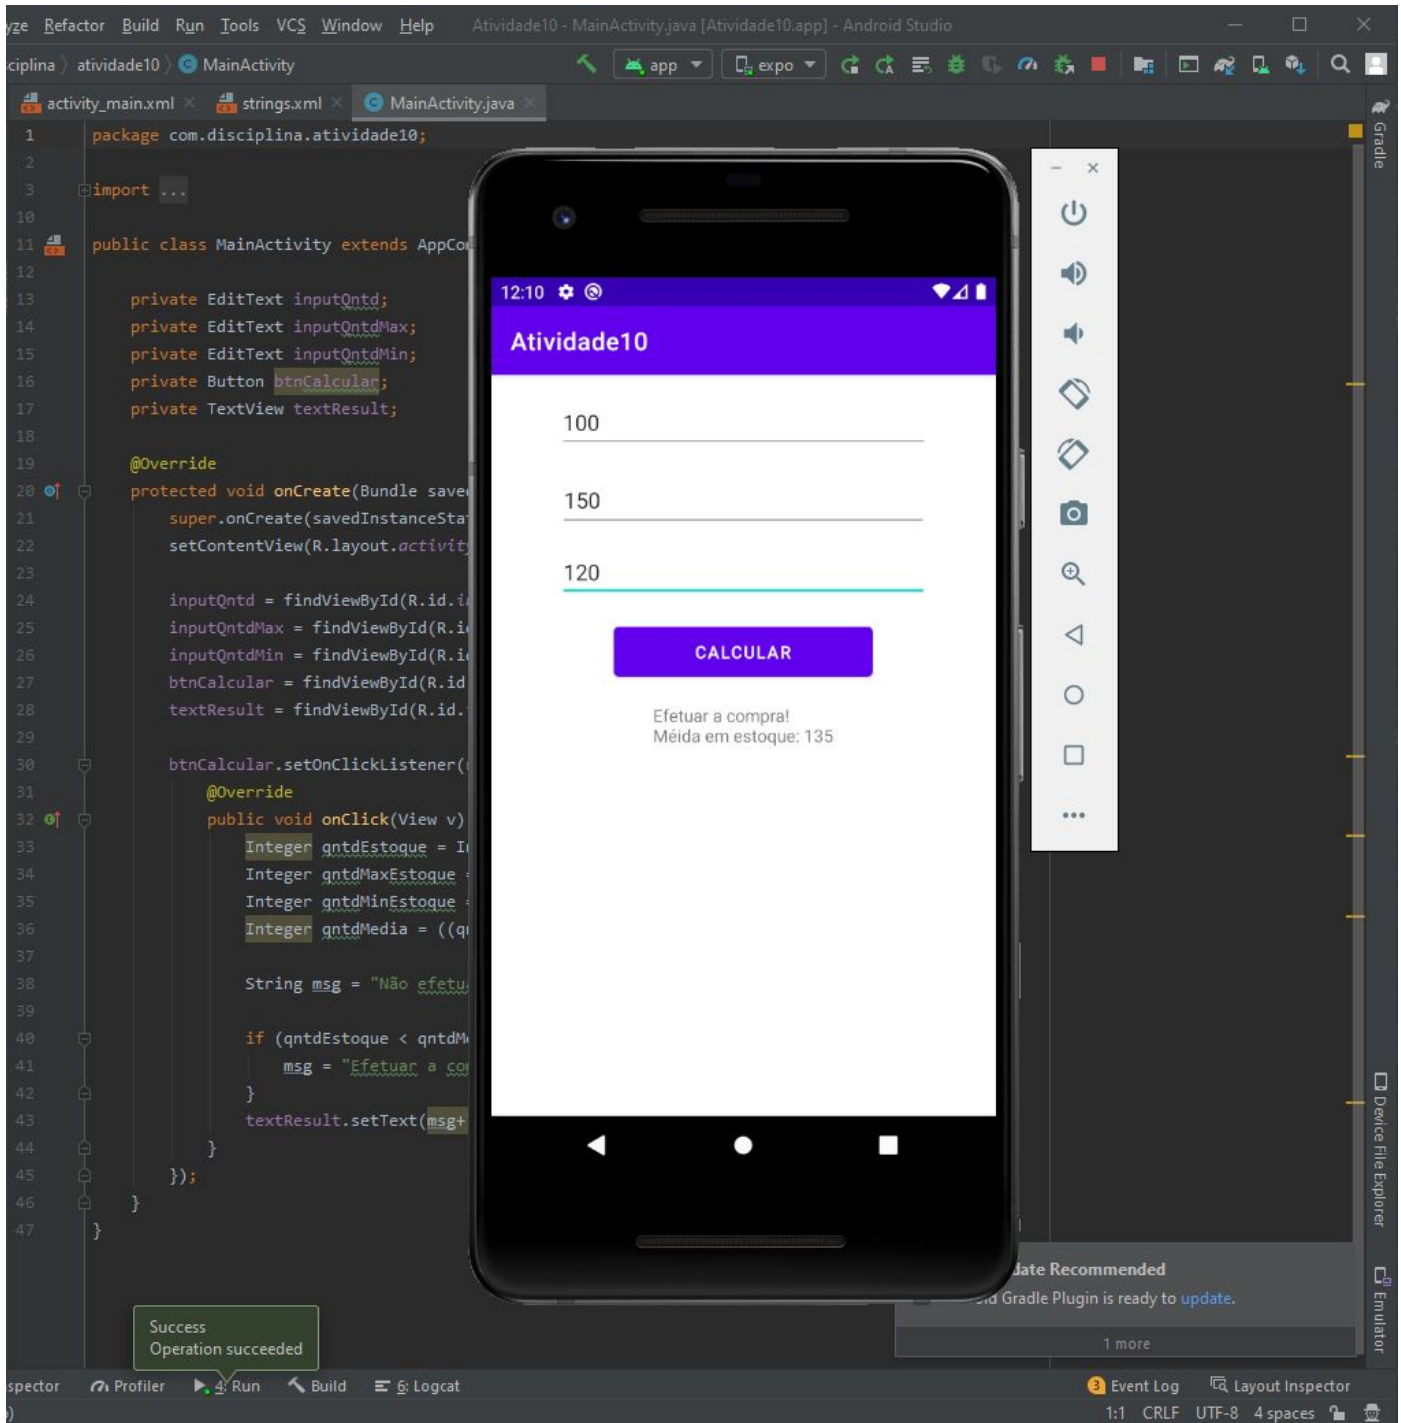 yze Refactor Build Run Tools VCS Window Help Atividade10 - MainActivity.java [Atividade10.app] - Android Studio
ciplina atividade10 MainActivity app expo
activity_main.xml strings.xml MainActivity.java
1 package com.disciplina.atividade10;
2
3 import ...
10
11 public class MainActivity extends AppCo
12
13 private EditText inputQntd;
14 private EditText inputQntdMax;
15 private EditText inputQntdMin;
16 private Button btnCalcular;
17 private TextView textResult;
18
19 @Override
20 protected void onCreate(Bundle save
21 super.onCreate(savedInstanceSta
22 setContentView(R.layout.activity
23
24 inputQntd = findViewById(R.id.i
25 inputQntdMax = findViewById(R.i
26 inputQntdMin = findViewById(R.i
27 btnCalcular = findViewById(R.id
28 textResult = findViewById(R.id.
29
30 btnCalcular.setOnClickListener(
31 @Override
32 public void onClick(View v)
33 Integer qntdEstoque = I
34 Integer qntdMaxEstoque =
35 Integer qntdMinEstoque =
36 Integer qntdMedia = ((q
37
38 String msg = "Não efetu
39
40 if (qntdEstoque < qntdM
41 msg = "Efetuar a co
42 }
43 textResult.setText(msg+
44 }
45 });
46 }
47 }
12:10
Atividade10
100
150
120
CALCULAR
Efetuar a compra!
Méida em estoque: 135
Gradle
Device File Explorer
Emulator
date Recommended
oid Gradle Plugin is ready to update.
1 more
Success
Operation succeeded
spector Profiler 4: Run Build 6: Logcat 3 Event Log Layout Inspector
1:1 CRLF UTF-8 4 spaces